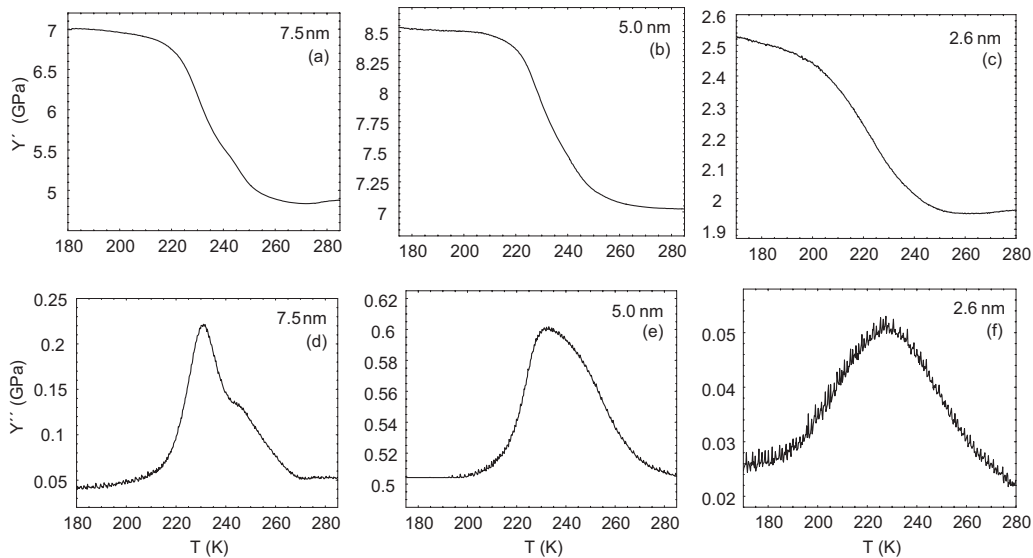 7
6.5
6
5.5
5
Y´ (GPa)
7.5 nm
(a)
180 200 220 240 260 280
8.5
8.25
8
7.75
7.5
7.25
7
5.0 nm
(b)
180 200 220 240 260 280
2.6
2.5
2.4
2.3
2.2
2.1
2
1.9
2.6 nm
(c)
180 200 220 240 260 280
0.25
0.2
0.15
0.1
0.05
Y´´ (GPa)
7.5 nm
(d)
180 200 220 240 260 280
T (K)
0.62
0.6
0.58
0.56
0.54
0.52
0.5
5.0 nm
(e)
180 200 220 240 260 280
T (K)
0.05
0.04
0.03
0.02
2.6 nm
(f)
180 200 220 240 260 280
T (K)